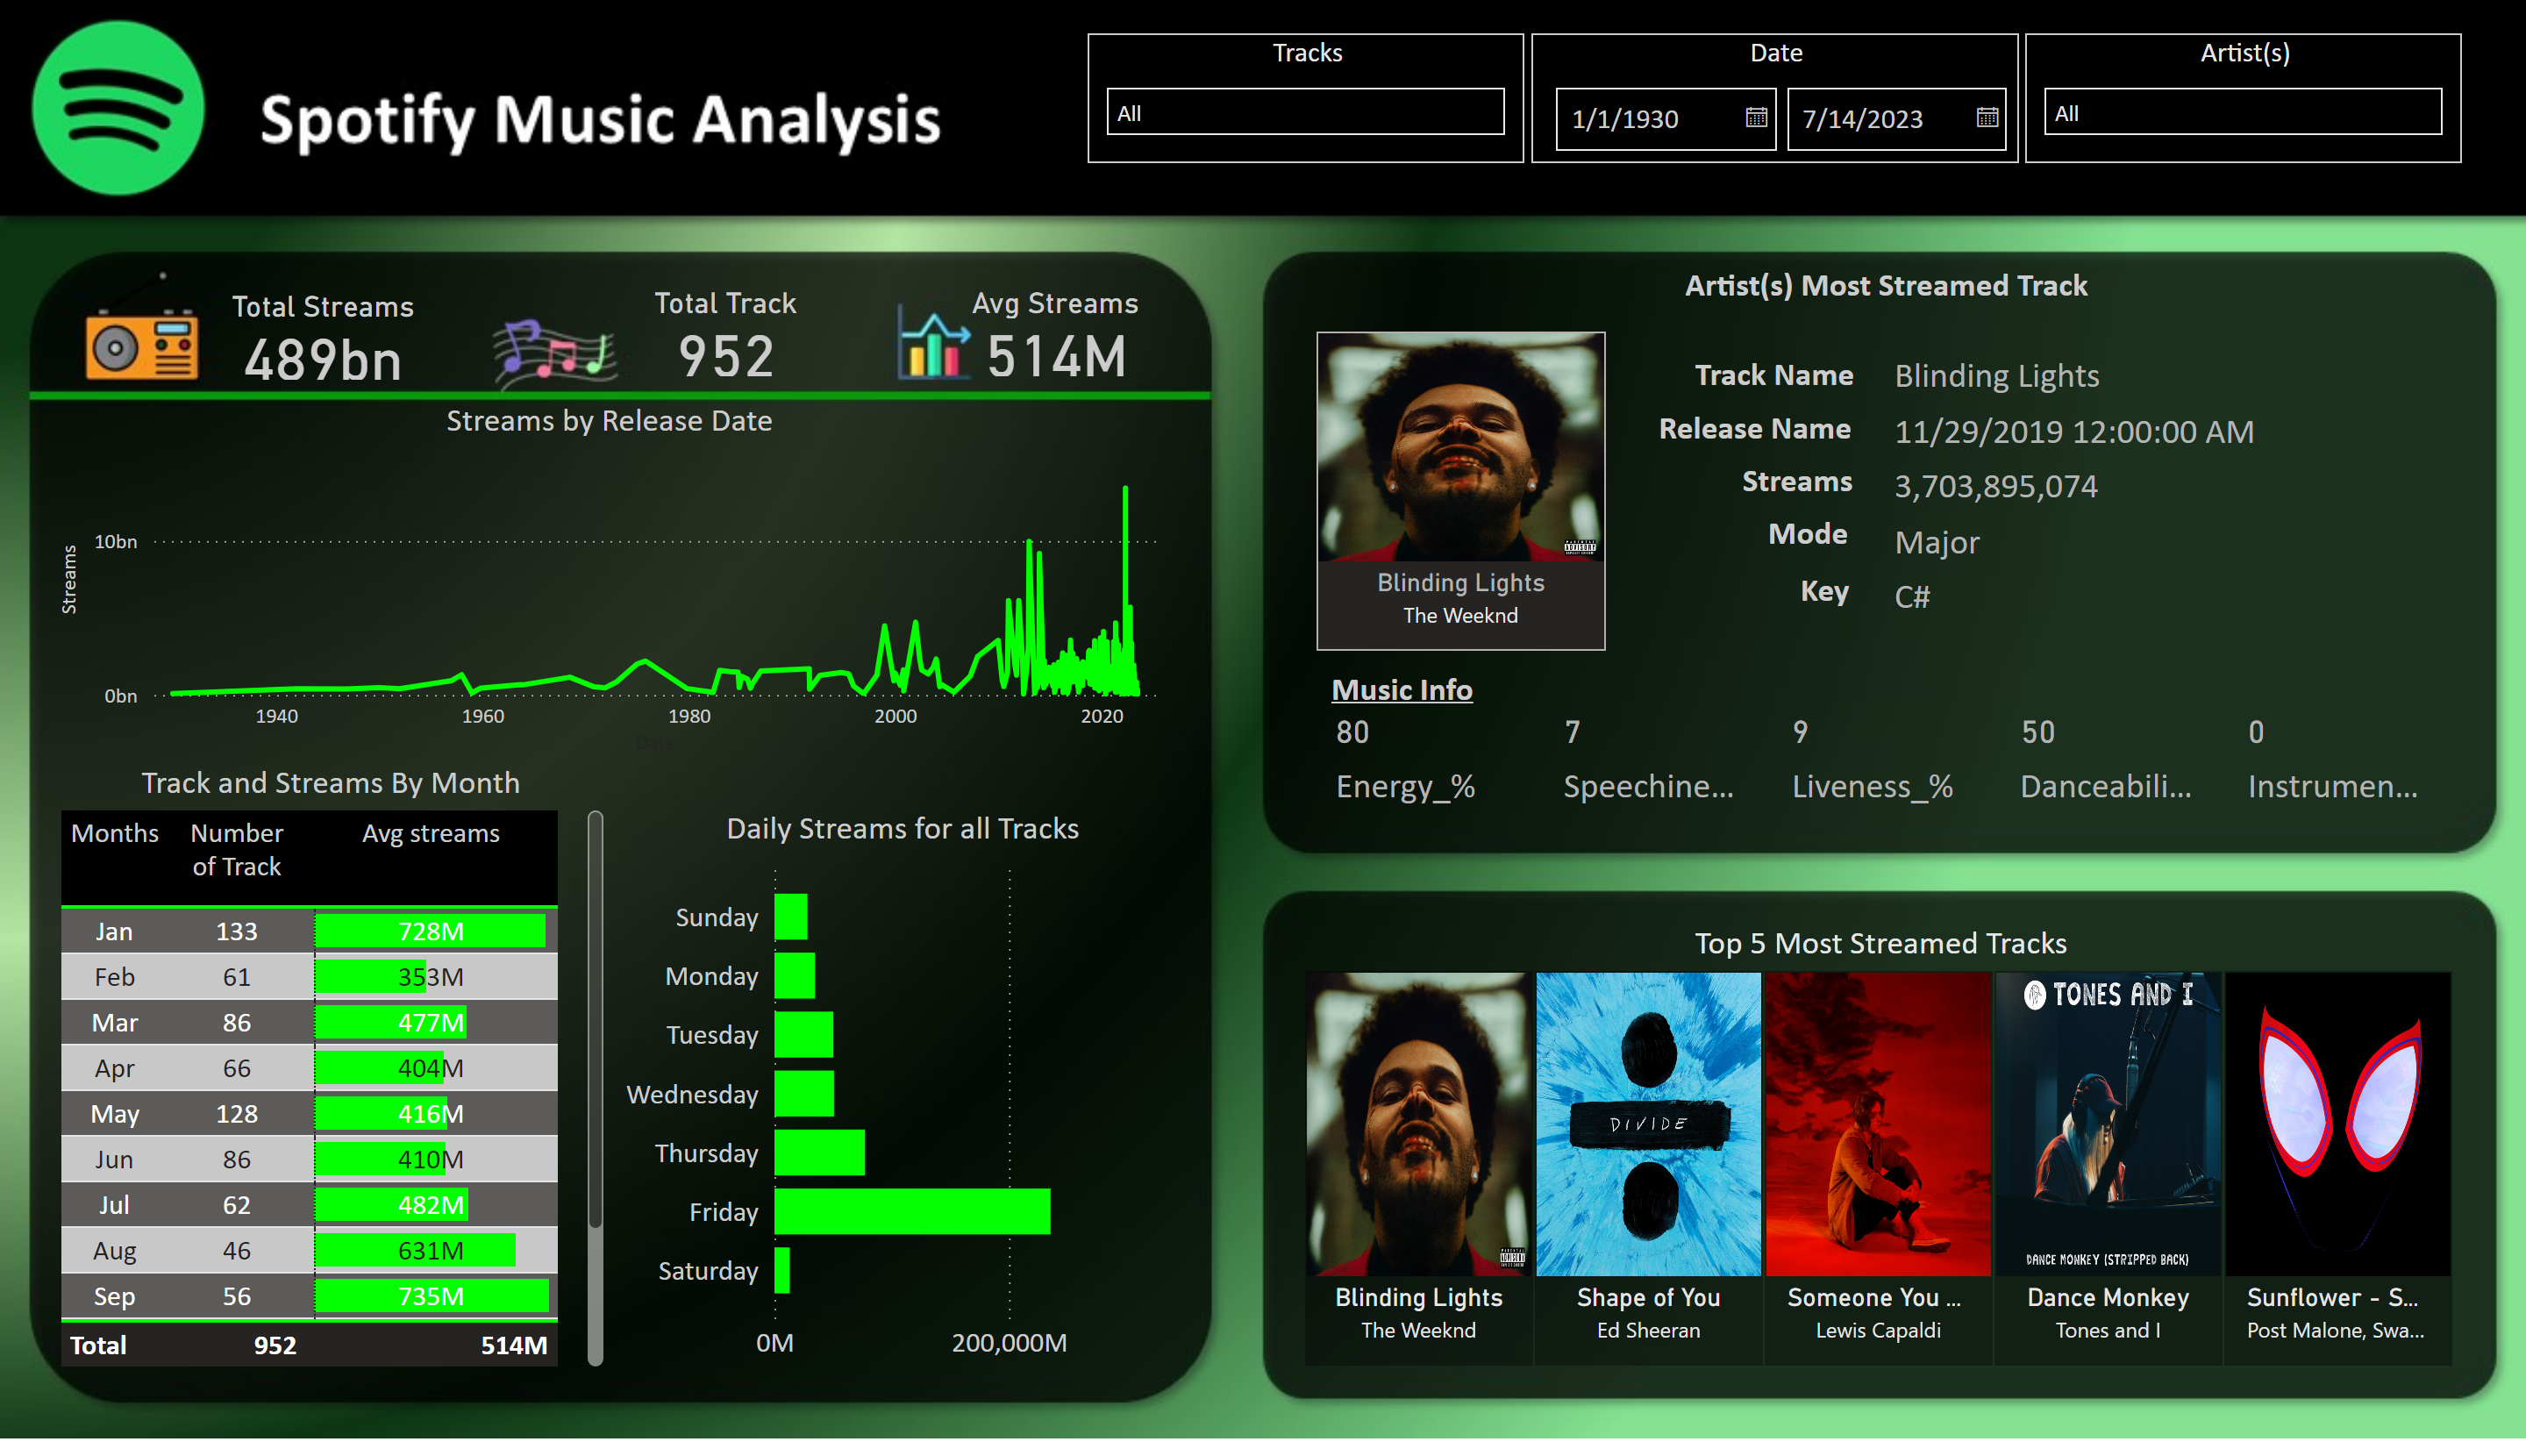 Spotify Music Analysis
Tracks
All
Date
1/1/1930
7/14/2023
Artist(s)
All
Total Streams
489bn
Total Track
952
Avg Streams
514M
Streams by Release Date
Streams
10bn
0bn
1940
1960
1980
2000
2020
Date
Track and Streams By Month
Months Number of Track Avg streams
Jan 133 728M
Feb 61 353M
Mar 86 477M
Apr 66 404M
May 128 416M
Jun 86 410M
Jul 62 482M
Aug 46 631M
Sep 56 735M
Total 952 514M
Daily Streams for all Tracks
Sunday
Monday
Tuesday
Wednesday
Thursday
Friday
Saturday
0M
200,000M
Artist(s) Most Streamed Track
Blinding Lights
The Weeknd
Track Name Blinding Lights
Release Name 11/29/2019 12:00:00 AM
Streams 3,703,895,074
Mode Major
Key C#
Music Info
80 7 9 50 0
Energy_% Speechine... Liveness_% Danceabili... Instrumen...
Top 5 Most Streamed Tracks
DIVIDE
TONES AND I
DANCE MONKEY (STRIPPED BACK)
Blinding Lights
The Weeknd
Shape of You
Ed Sheeran
Someone You ...
Lewis Capaldi
Dance Monkey
Tones and I
Sunflower - S...
Post Malone, Swa...